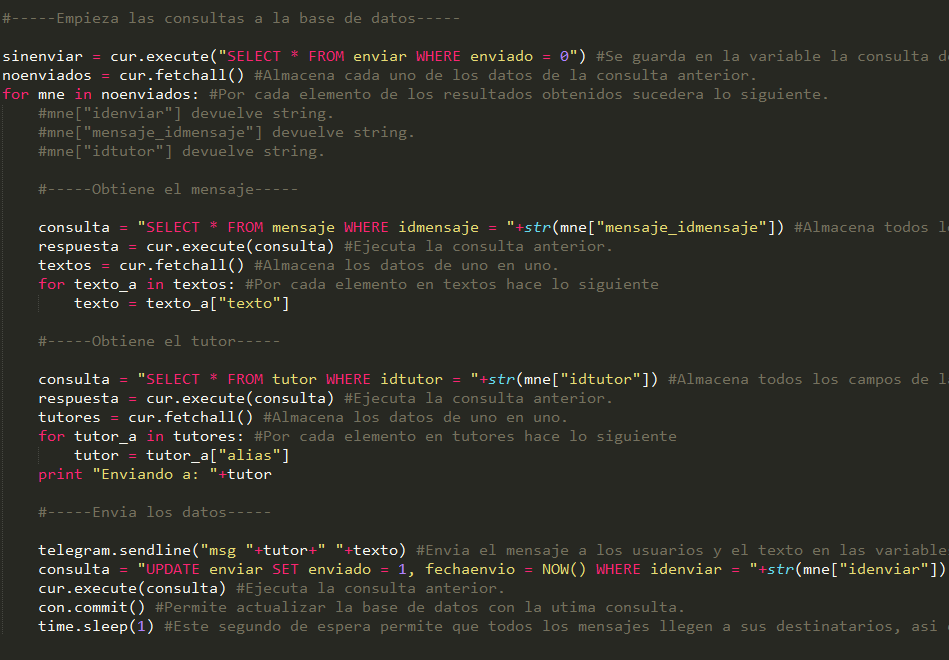 #-----Empieza las consultas a la base de datos-----
sinenviar = cur.execute("SELECT * FROM enviar WHERE enviado = 0") #Se guarda en la variable la consulta
noenviados = cur.fetchall() #Almacena cada uno de los datos de la consulta anterior.
for mne in noenviados: #Por cada elemento de los resultados obtenidos sucedera lo siguiente.
#mne["idenviar"] devuelve string.
#mne["mensaje_idmensaje"] devuelve string.
#mne["idtutor"] devuelve string.
#-----Obtiene el mensaje-----
consulta = "SELECT * FROM mensaje WHERE idmensaje = "+str(mne["mensaje_idmensaje"]) #Almacena todos
respuesta = cur.execute(consulta) #Ejecuta la consulta anterior.
textos = cur.fetchall() #Almacena los datos de uno en uno.
for texto_a in textos: #Por cada elemento en textos hace lo siguiente
texto = texto_a["texto"]
#-----Obtiene el tutor-----
consulta = "SELECT * FROM tutor WHERE idtutor = "+str(mne["idtutor"]) #Almacena todos los campos de
respuesta = cur.execute(consulta) #Ejecuta la consulta anterior.
tutores = cur.fetchall() #Almacena los datos de uno en uno.
for tutor_a in tutores: #Por cada elemento en tutores hace lo siguiente
tutor = tutor_a["alias"]
print "Enviando a: "+tutor
#-----Envia los datos-----
telegram.sendline("msg "+tutor+" "+texto) #Envia el mensaje a los usuarios y el texto en las variable
consulta = "UPDATE enviar SET enviado = 1, fechaenvio = NOW() WHERE idenviar = "+str(mne["idenviar"])
cur.execute(consulta) #Ejecuta la consulta anterior.
con.commit() #Permite actualizar la base de datos con la utima consulta.
time.sleep(1) #Este segundo de espera permite que todos los mensajes llegen a sus destinatarios, asi